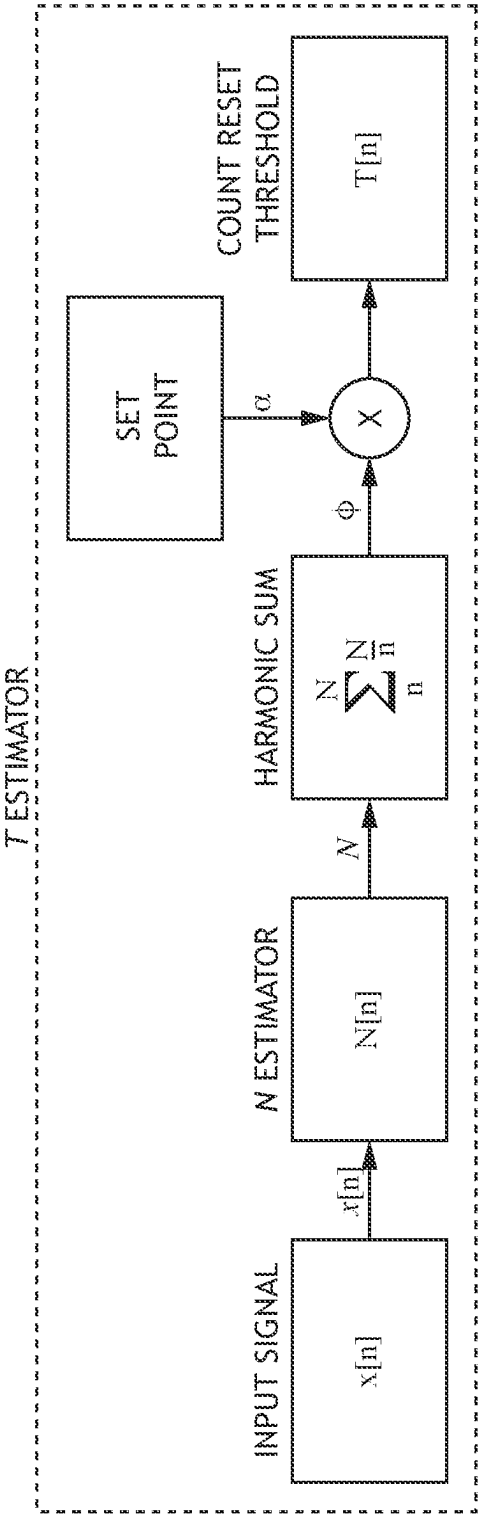 T ESTIMATOR
INPUT SIGNAL
x[n]
x[n]
N ESTIMATOR
N[n]
N
HARMONIC SUM
N
∑ N/n
n
ϕ
SET
POINT
α
X
COUNT RESET
THRESHOLD
T[n]